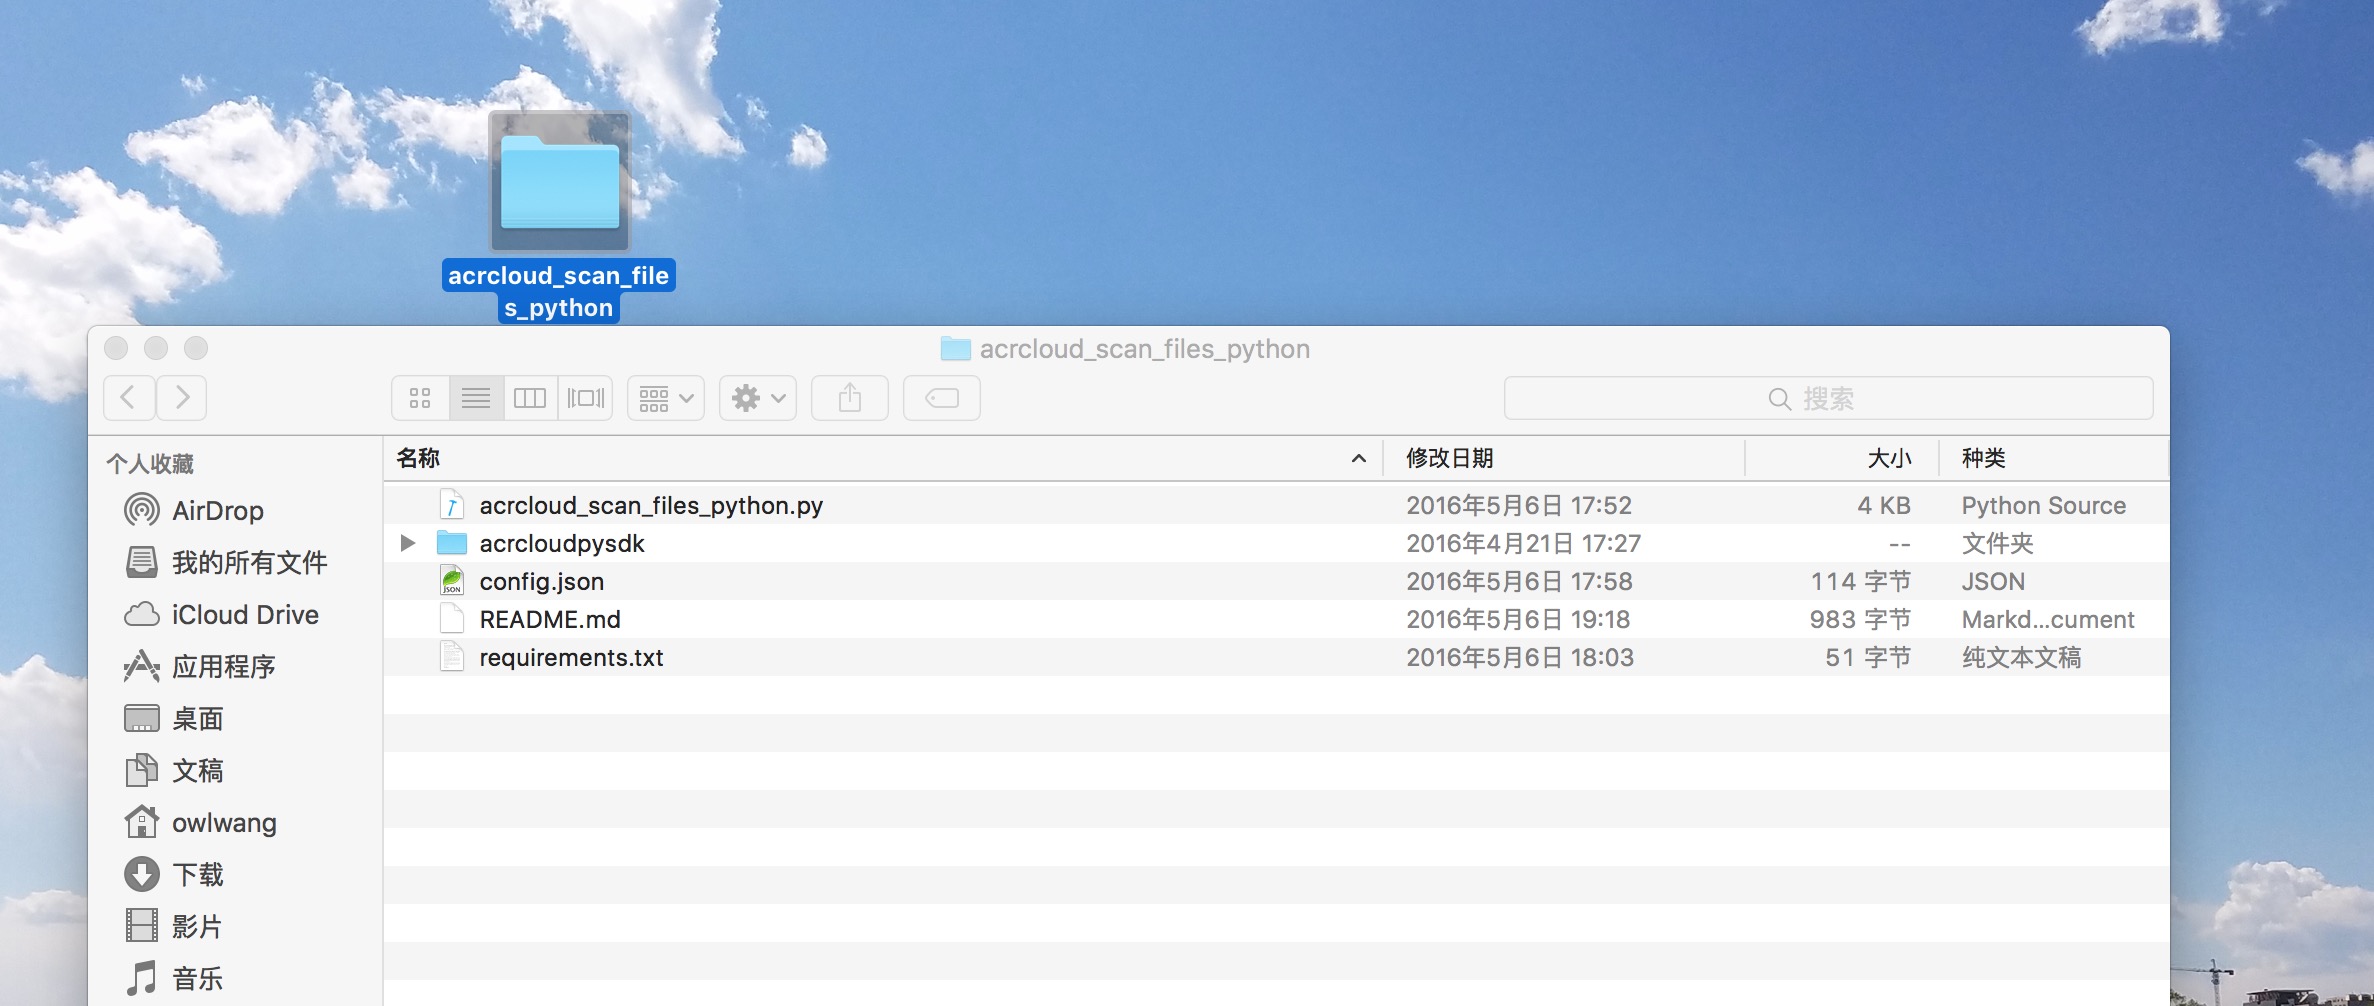 acrcloud_scan_file
s_python
acrcloud_scan_files_python
搜索
个人收藏
AirDrop
我的所有文件
iCloud Drive
应用程序
桌面
文稿
owlwang
下载
影片
音乐
名称 修改日期 大小 种类
acrcloud_scan_files_python.py 2016年5月6日 17:52 4 KB Python Source
acrcloudpysdk 2016年4月21日 17:27 -- 文件夹
config.json 2016年5月6日 17:58 114 字节 JSON
README.md 2016年5月6日 19:18 983 字节 Markd...cument
requirements.txt 2016年5月6日 18:03 51 字节 纯文本文稿
JSON